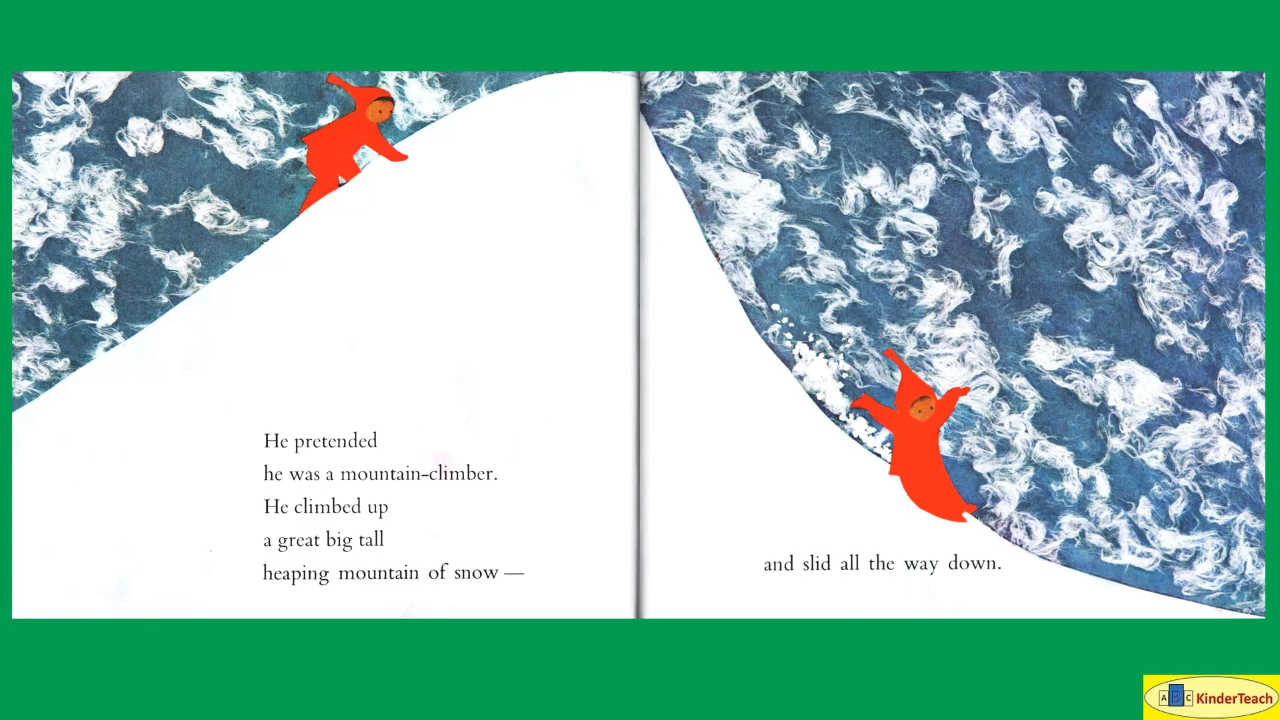 He pretended
he was a mountain-climber.
He climbed up
a great big tall
heaping mountain of snow —
and slid all the way down.
A B C KinderTeach